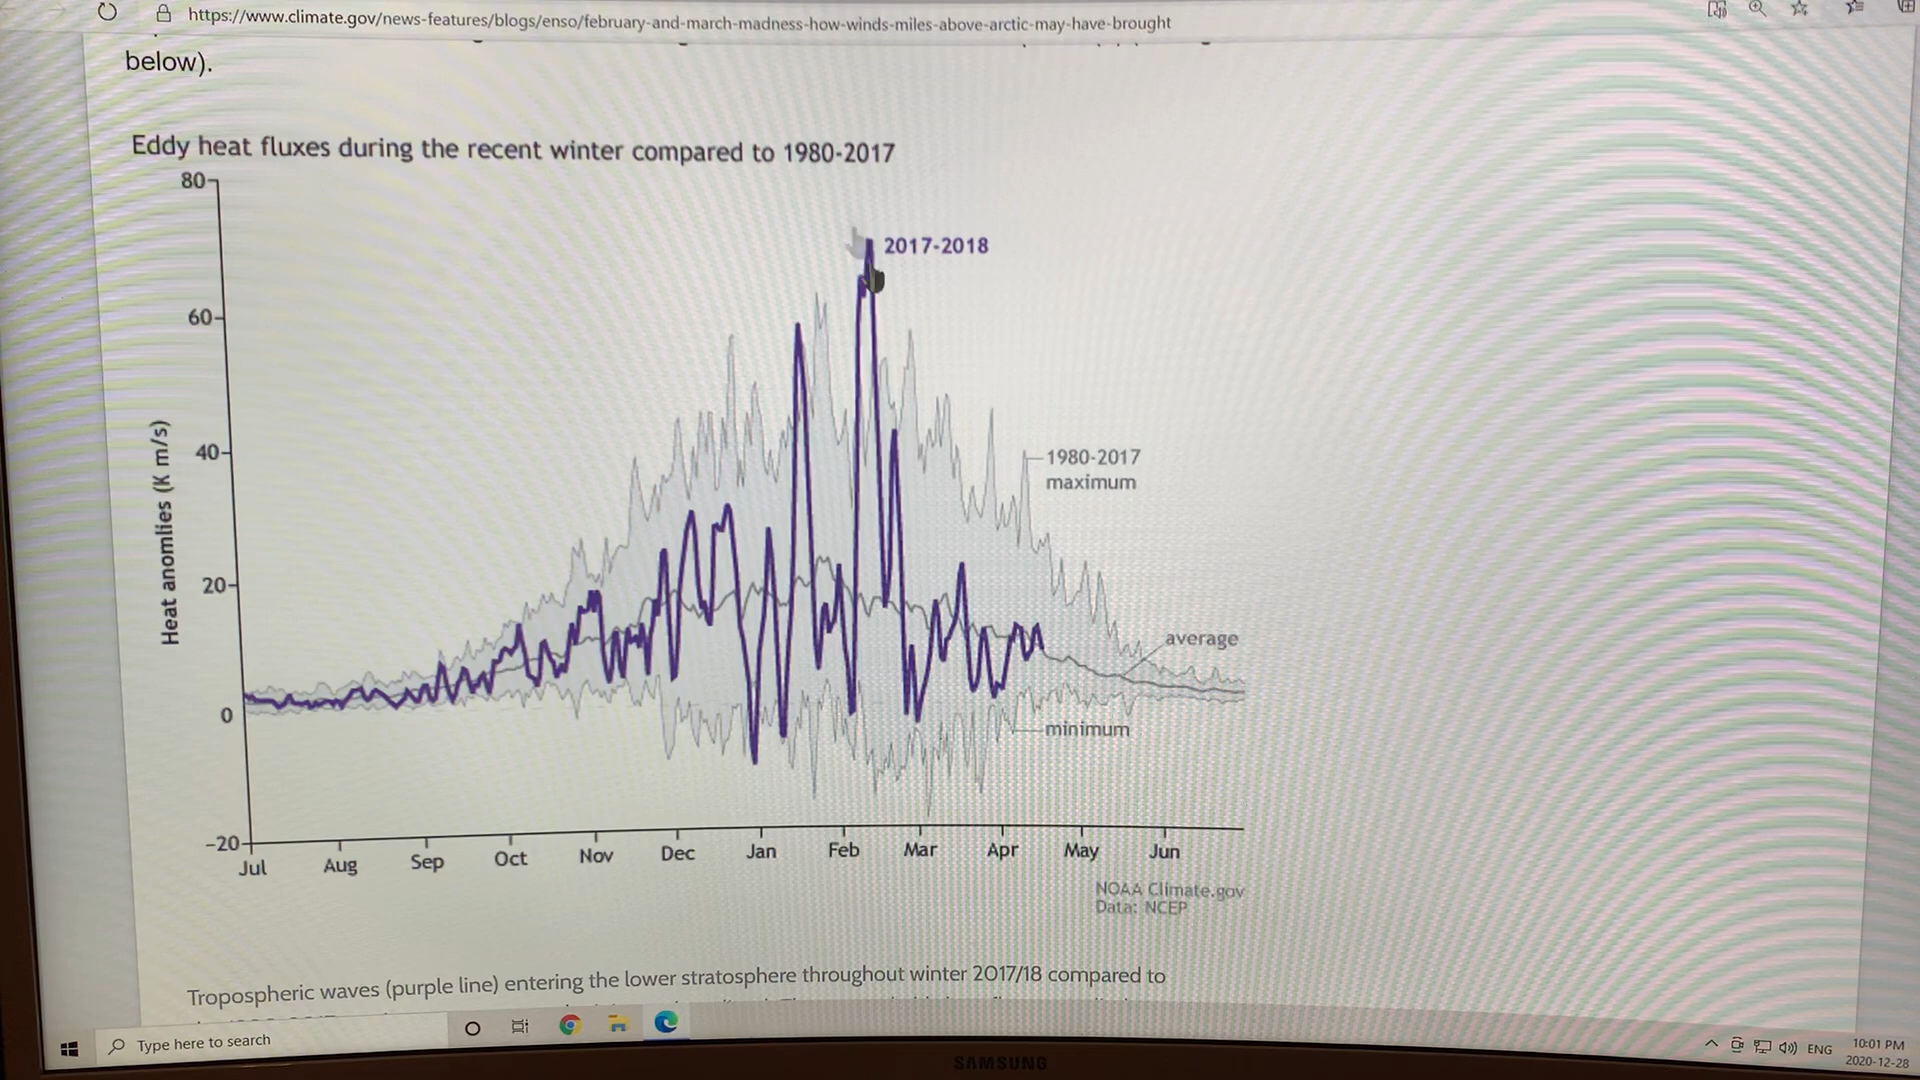 https://www.climate.gov/news-features/blogs/enso/february-and-march-madness-how-winds-miles-above-arctic-may-have-brought
below).
Eddy heat fluxes during the recent winter compared to 1980-2017
80
2017-2018
60
40
1980-2017
maximum
Heat anomlies (K m/s)
20
average
0
minimum
-20
Jul Aug Sep Oct Nov Dec Jan Feb Mar Apr May Jun
NOAA Climate.gov
Data: NCEP
Tropospheric waves (purple line) entering the lower stratosphere throughout winter 2017/18 compared to
Type here to search
ENG
10:01 PM
2020-12-28
SAMSUNG